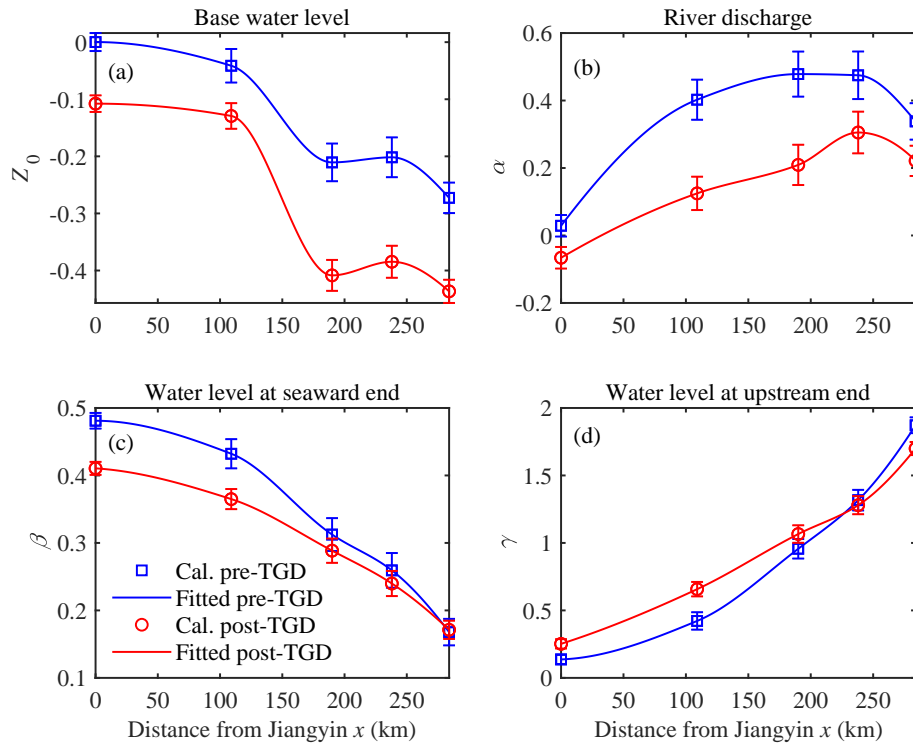 Base water level
River discharge
(a)
(b)
0
-0.1
-0.2
-0.3
-0.4
Z0
0.6
0.4
0.2
0
-0.2
α
0 50 100 150 200 250
0 50 100 150 200 250
Water level at seaward end
Water level at upstream end
(c)
(d)
0.5
0.4
0.3
0.2
0.1
β
Cal. pre-TGD
Fitted pre-TGD
Cal. post-TGD
Fitted post-TGD
2
1.5
1
0.5
0
γ
0 50 100 150 200 250
0 50 100 150 200 250
Distance from Jiangyin x (km)
Distance from Jiangyin x (km)